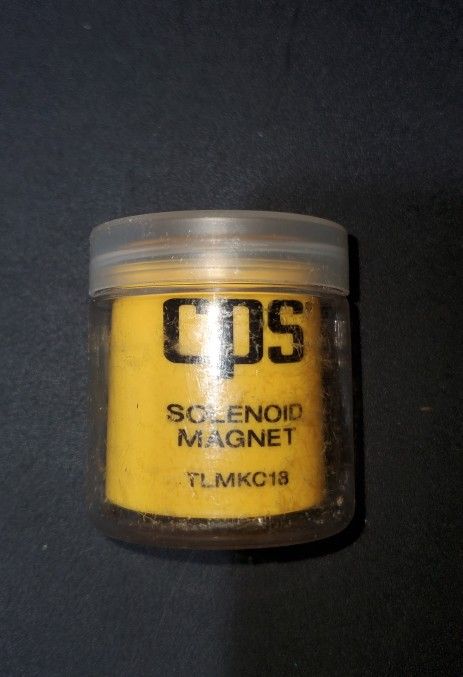 cps
SOLENOID
MAGNET
TLMKC18